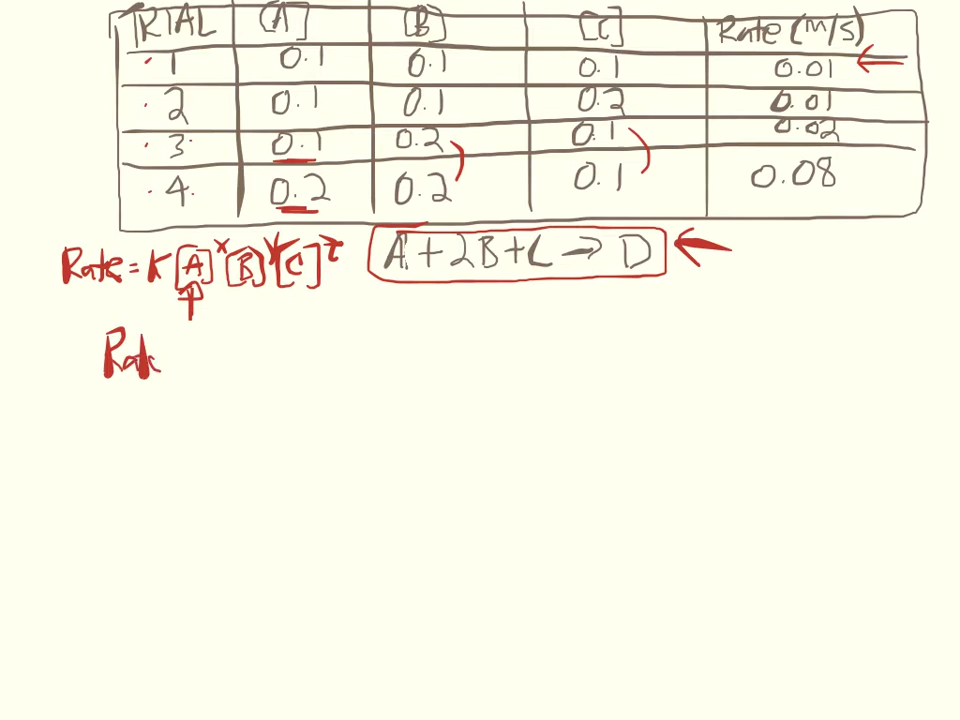 TRIAL [A] [B] [C] Rate (M/S)
1 0.1 0.1 0.1 0.01
2 0.1 0.1 0.2 0.01
3 0.1 0.2 0.1 0.02
4 0.2 0.2 0.1 0.08
Rate = K[A]ˣ[B]ʸ[C]ᶻ A + 2B + C → D
Rate